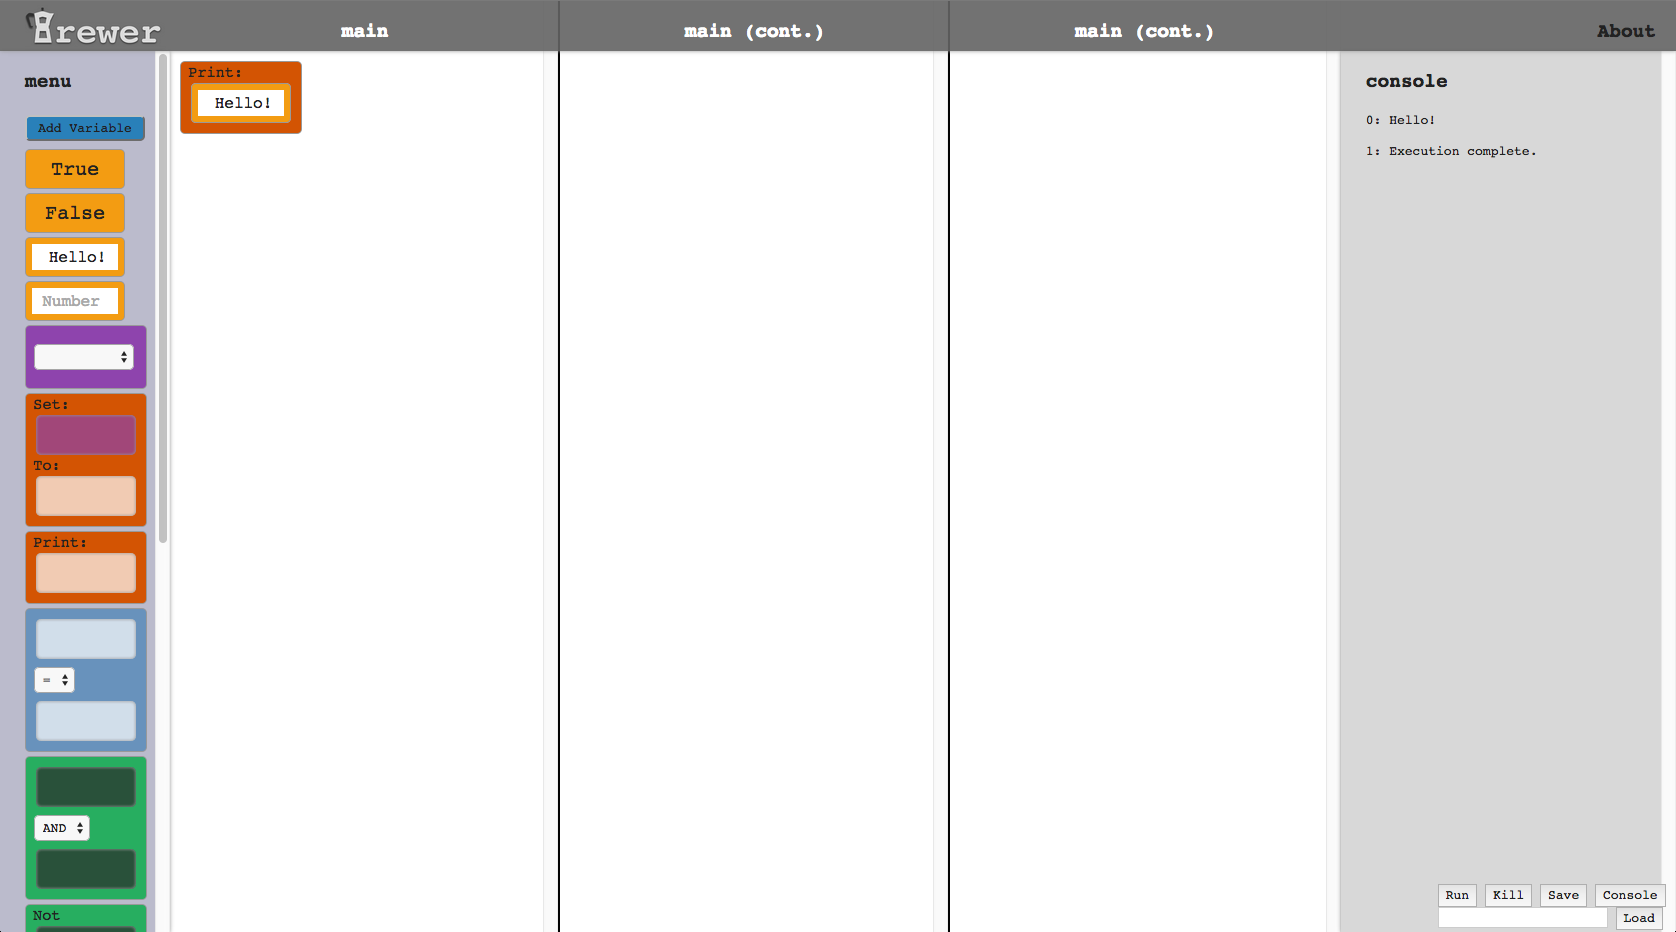 Brewer
main
main (cont.)
main (cont.)
About
menu
Add Variable
True
False
Hello!
Number
Set:
To:
Print:
=
AND
Not
Print:
Hello!
console
0: Hello!
1: Execution complete.
Run Kill Save Console
Load